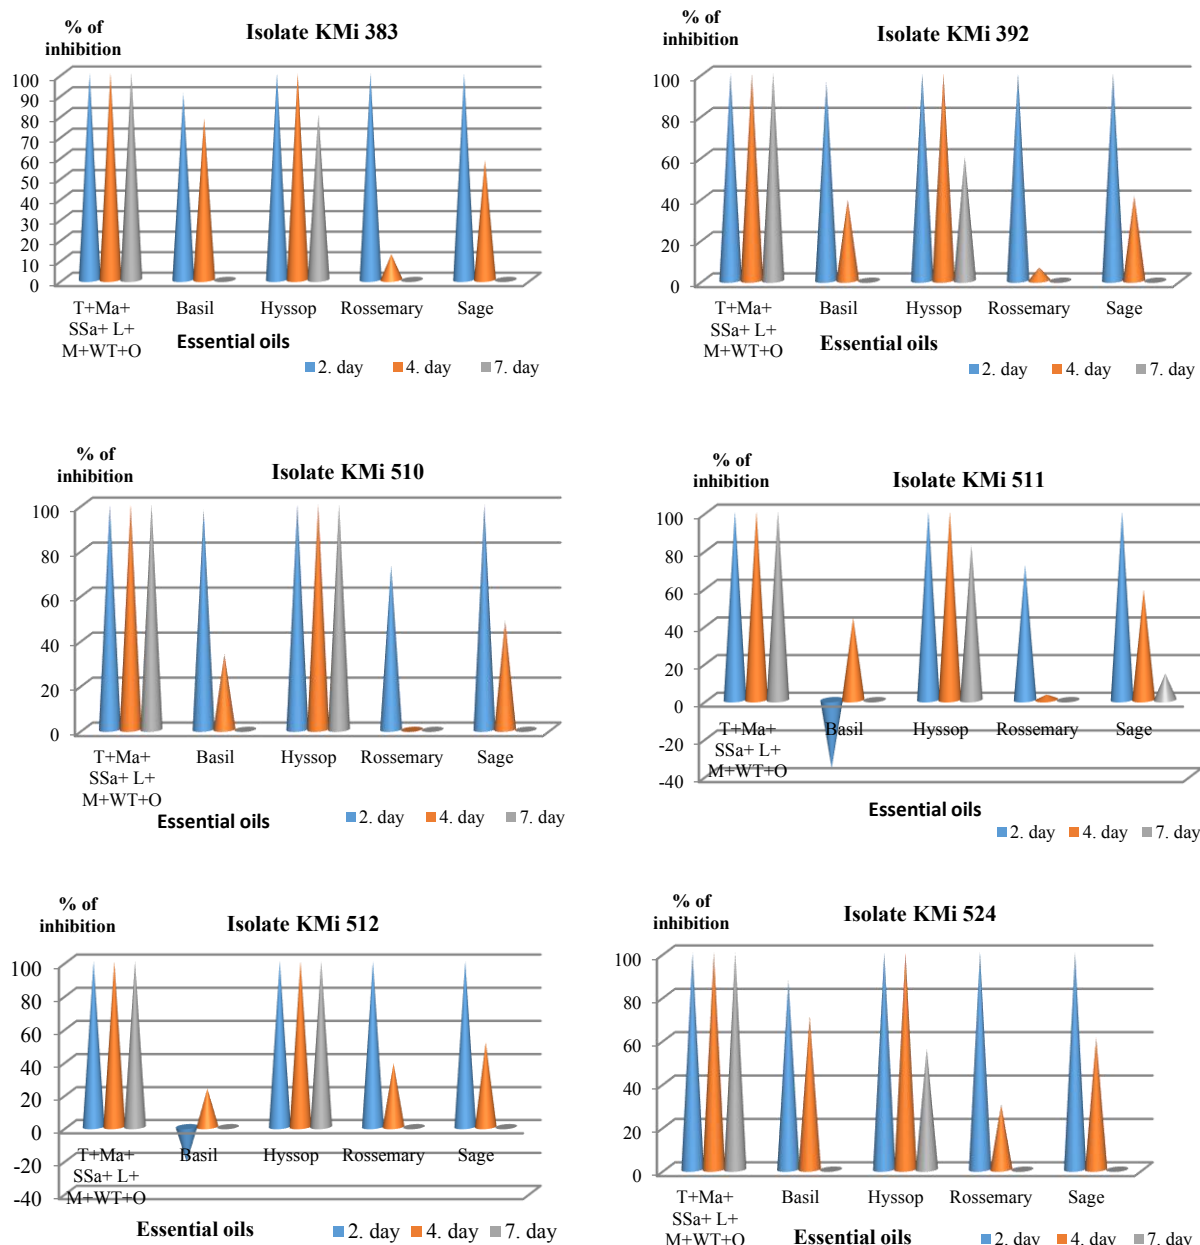 % of
inhibition
Isolate KMi 383
100
90
80
70
60
50
40
30
20
10
0
T+Ma+
SSa+ L+
M+WT+O
Basil
Hyssop
Rossemary
Sage
Essential oils
2. day
4. day
7. day
% of
inhibition
Isolate KMi 392
100
80
60
40
20
0
T+Ma+
SSa+ L+
M+WT+O
Basil
Hyssop
Rossemary
Sage
Essential oils
2. day
4. day
7. day
% of
inhibition
Isolate KMi 510
100
80
60
40
20
0
T+Ma+
SSa+ L+
M+WT+O
Basil
Hyssop
Rossemary
Sage
Essential oils
2. day
4. day
7. day
% of
inhibition
Isolate KMi 511
100
80
60
40
20
0
-20
-40
T+Ma+
SSa+ L+
M+WT+O
Basil
Hyssop
Rossemary
Sage
Essential oils
2. day
4. day
7. day
% of
inhibition
Isolate KMi 512
100
80
60
40
20
0
-20
-40
T+Ma+
SSa+ L+
M+WT+O
Basil
Hyssop
Rossemary
Sage
Essential oils
2. day
4. day
7. day
% of
inhibition
Isolate KMi 524
100
80
60
40
20
0
T+Ma+
SSa+ L+
M+WT+O
Basil
Hyssop
Rossemary
Sage
Essential oils
2. day
4. day
7. day